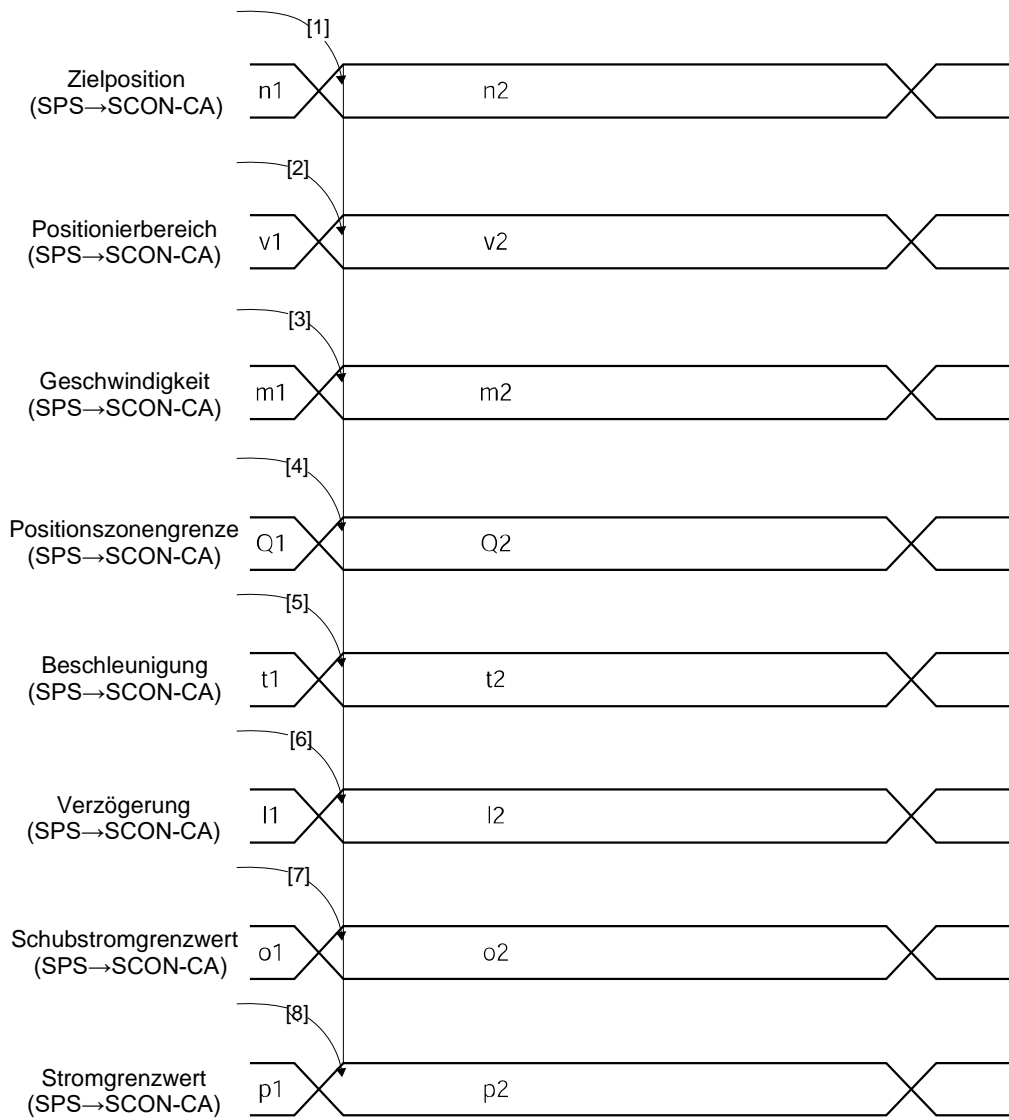 [1]
Zielposition
(SPS→SCON-CA)
n1 n2
[2]
Positionierbereich
(SPS→SCON-CA)
v1 v2
[3]
Geschwindigkeit
(SPS→SCON-CA)
m1 m2
[4]
Positionszonengrenze
(SPS→SCON-CA)
Q1 Q2
[5]
Beschleunigung
(SPS→SCON-CA)
t1 t2
[6]
Verzögerung
(SPS→SCON-CA)
l1 l2
[7]
Schubstromgrenzwert
(SPS→SCON-CA)
o1 o2
[8]
Stromgrenzwert
(SPS→SCON-CA)
p1 p2